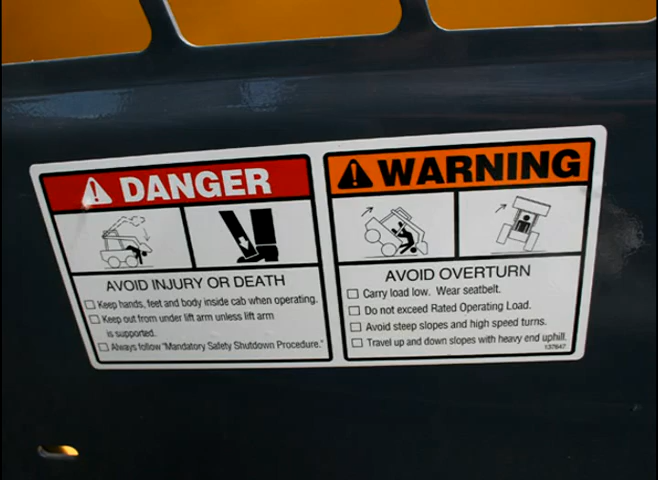 DANGER
AVOID INJURY OR DEATH
Keep hands, feet and body inside cab when operating.
Keep out from under lift arm unless lift arm
is supported.
Always follow "Mandatory Safety Shutdown Procedure."
WARNING
AVOID OVERTURN
Carry load low. Wear seatbelt.
Do not exceed Rated Operating Load.
Avoid steep slopes and high speed turns.
Travel up and down slopes with heavy end uphill.
137647